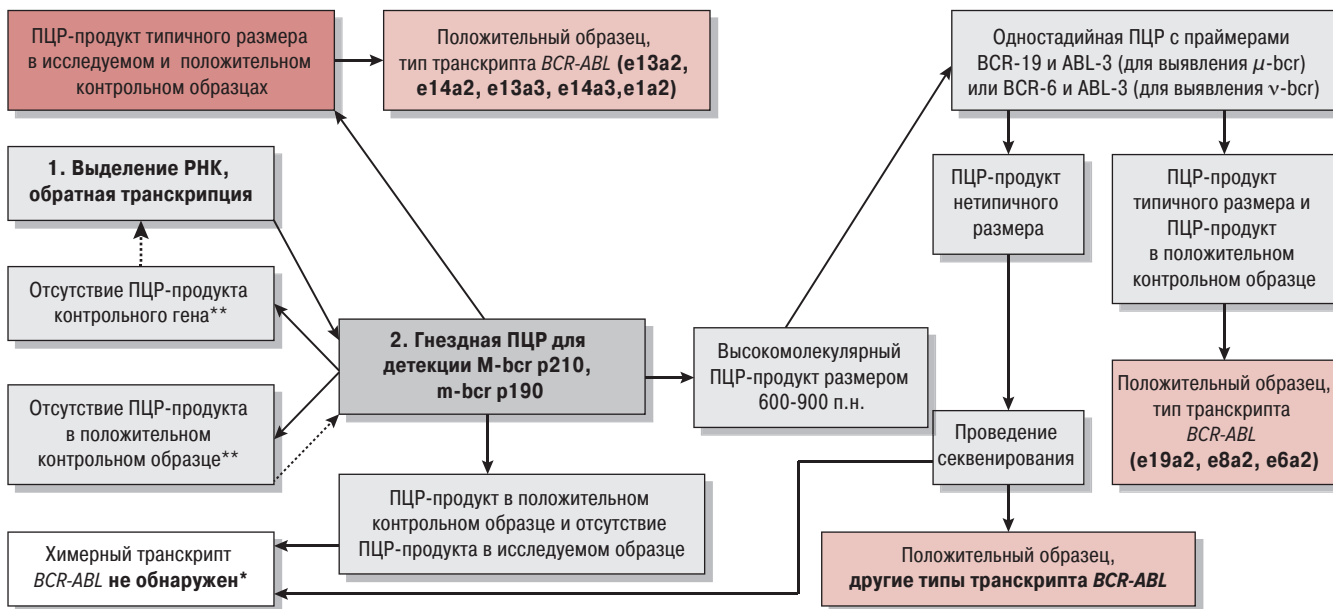 ПЦР-продукт типичного размера
в исследуемом и положительном
контрольном образцах
Положительный образец,
тип транскрипта BCR-ABL (e13a2,
e14a2, e13a3, e14a3,e1a2)
Одностадийная ПЦР с праймерами
BCR-19 и ABL-3 (для выявления μ-bcr)
или BCR-6 и ABL-3 (для выявления ν-bcr)
1. Выделение РНК,
обратная транскрипция
ПЦР-продукт
нетипичного
размера
ПЦР-продукт
типичного размера и
ПЦР-продукт
в положительном
контрольном образце
Отсутствие ПЦР-продукта
контрольного гена**
2. Гнездная ПЦР для
детекции M-bcr p210,
m-bcr p190
Высокомолекулярный
ПЦР-продукт размером
600-900 п.н.
Отсутствие ПЦР-продукта
в положительном
контрольном образце**
Проведение
секвенирования
Положительный образец,
тип транскрипта
BCR-ABL
(e19a2, e8a2, e6a2)
ПЦР-продукт в положительном
контрольном образце и отсутствие
ПЦР-продукта в исследуемом образце
Химерный транскрипт
BCR-ABL не обнаружен*
Положительный образец,
другие типы транскрипта BCR-ABL